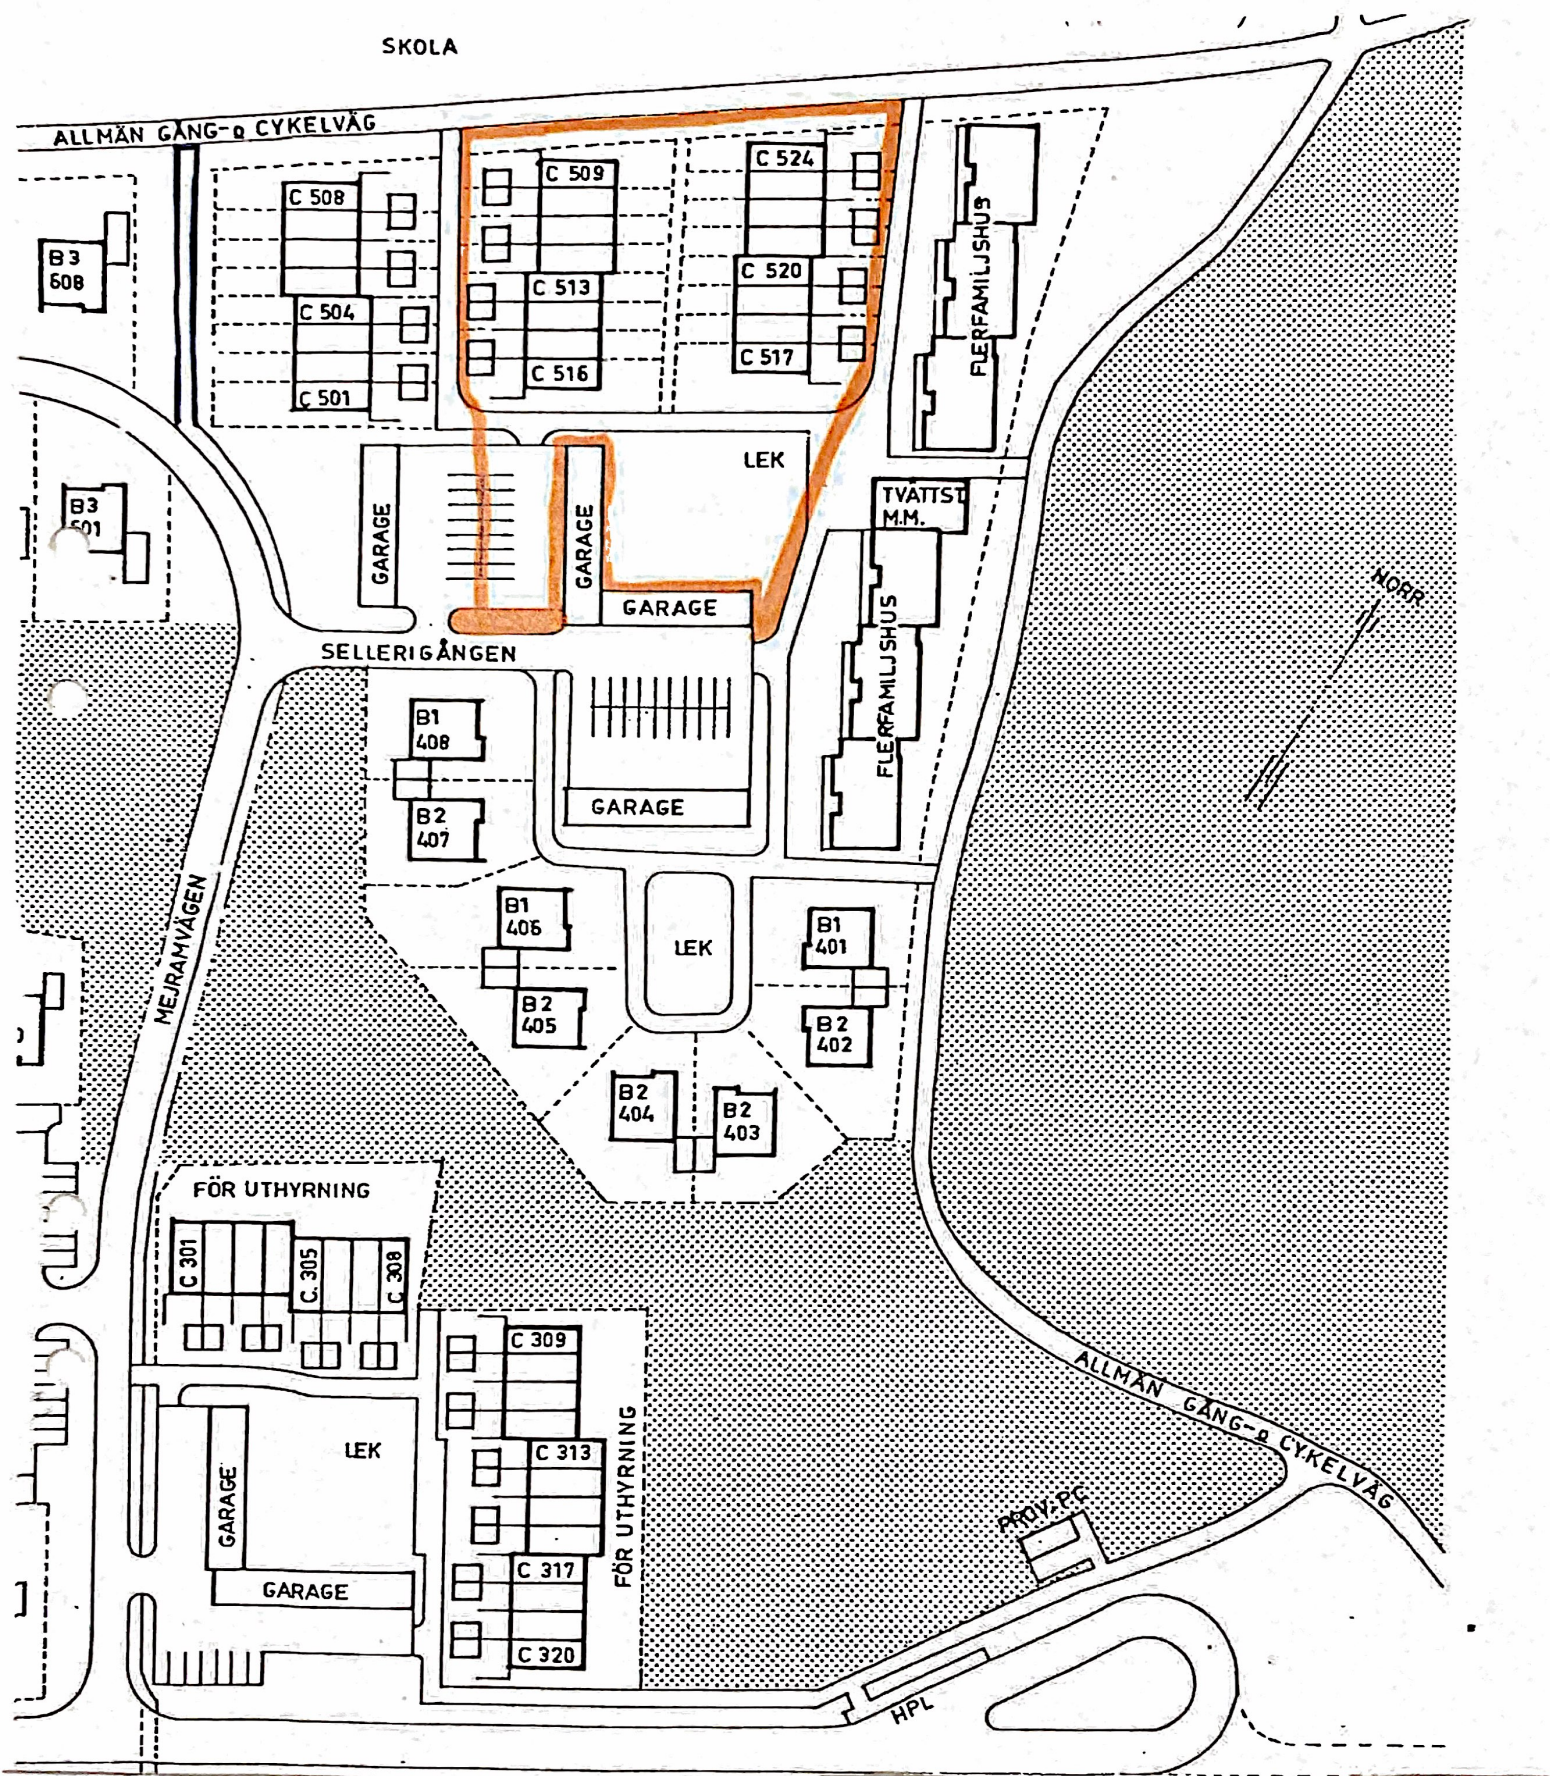 SKOLA
ALLMÄN GÅNG- o CYKELVÄG
C 509
C 524
C 508
B3
608
C 513
C 520
C 504
C 516
C 517
C 501
FLERFAMILJSHUS
LEK
B3
601
GARAGE
GARAGE
TVÄTTST
M.M.
GARAGE
NORR
SELLERIGÅNGEN
FLERFAMILJSHUS
B1
408
GARAGE
B2
407
B1
406
B1
401
LEK
MEJRAMVÄGEN
B2
405
B2
402
B2
404
B2
403
FÖR UTHYRNING
C 301
C 305
C 308
C 309
ALLMÄN GÅNG- o CYKELVÄG
LEK
C 313
GARAGE
FÖR UTHYRNING
PROV. PC
C 317
GARAGE
C 320
HPL